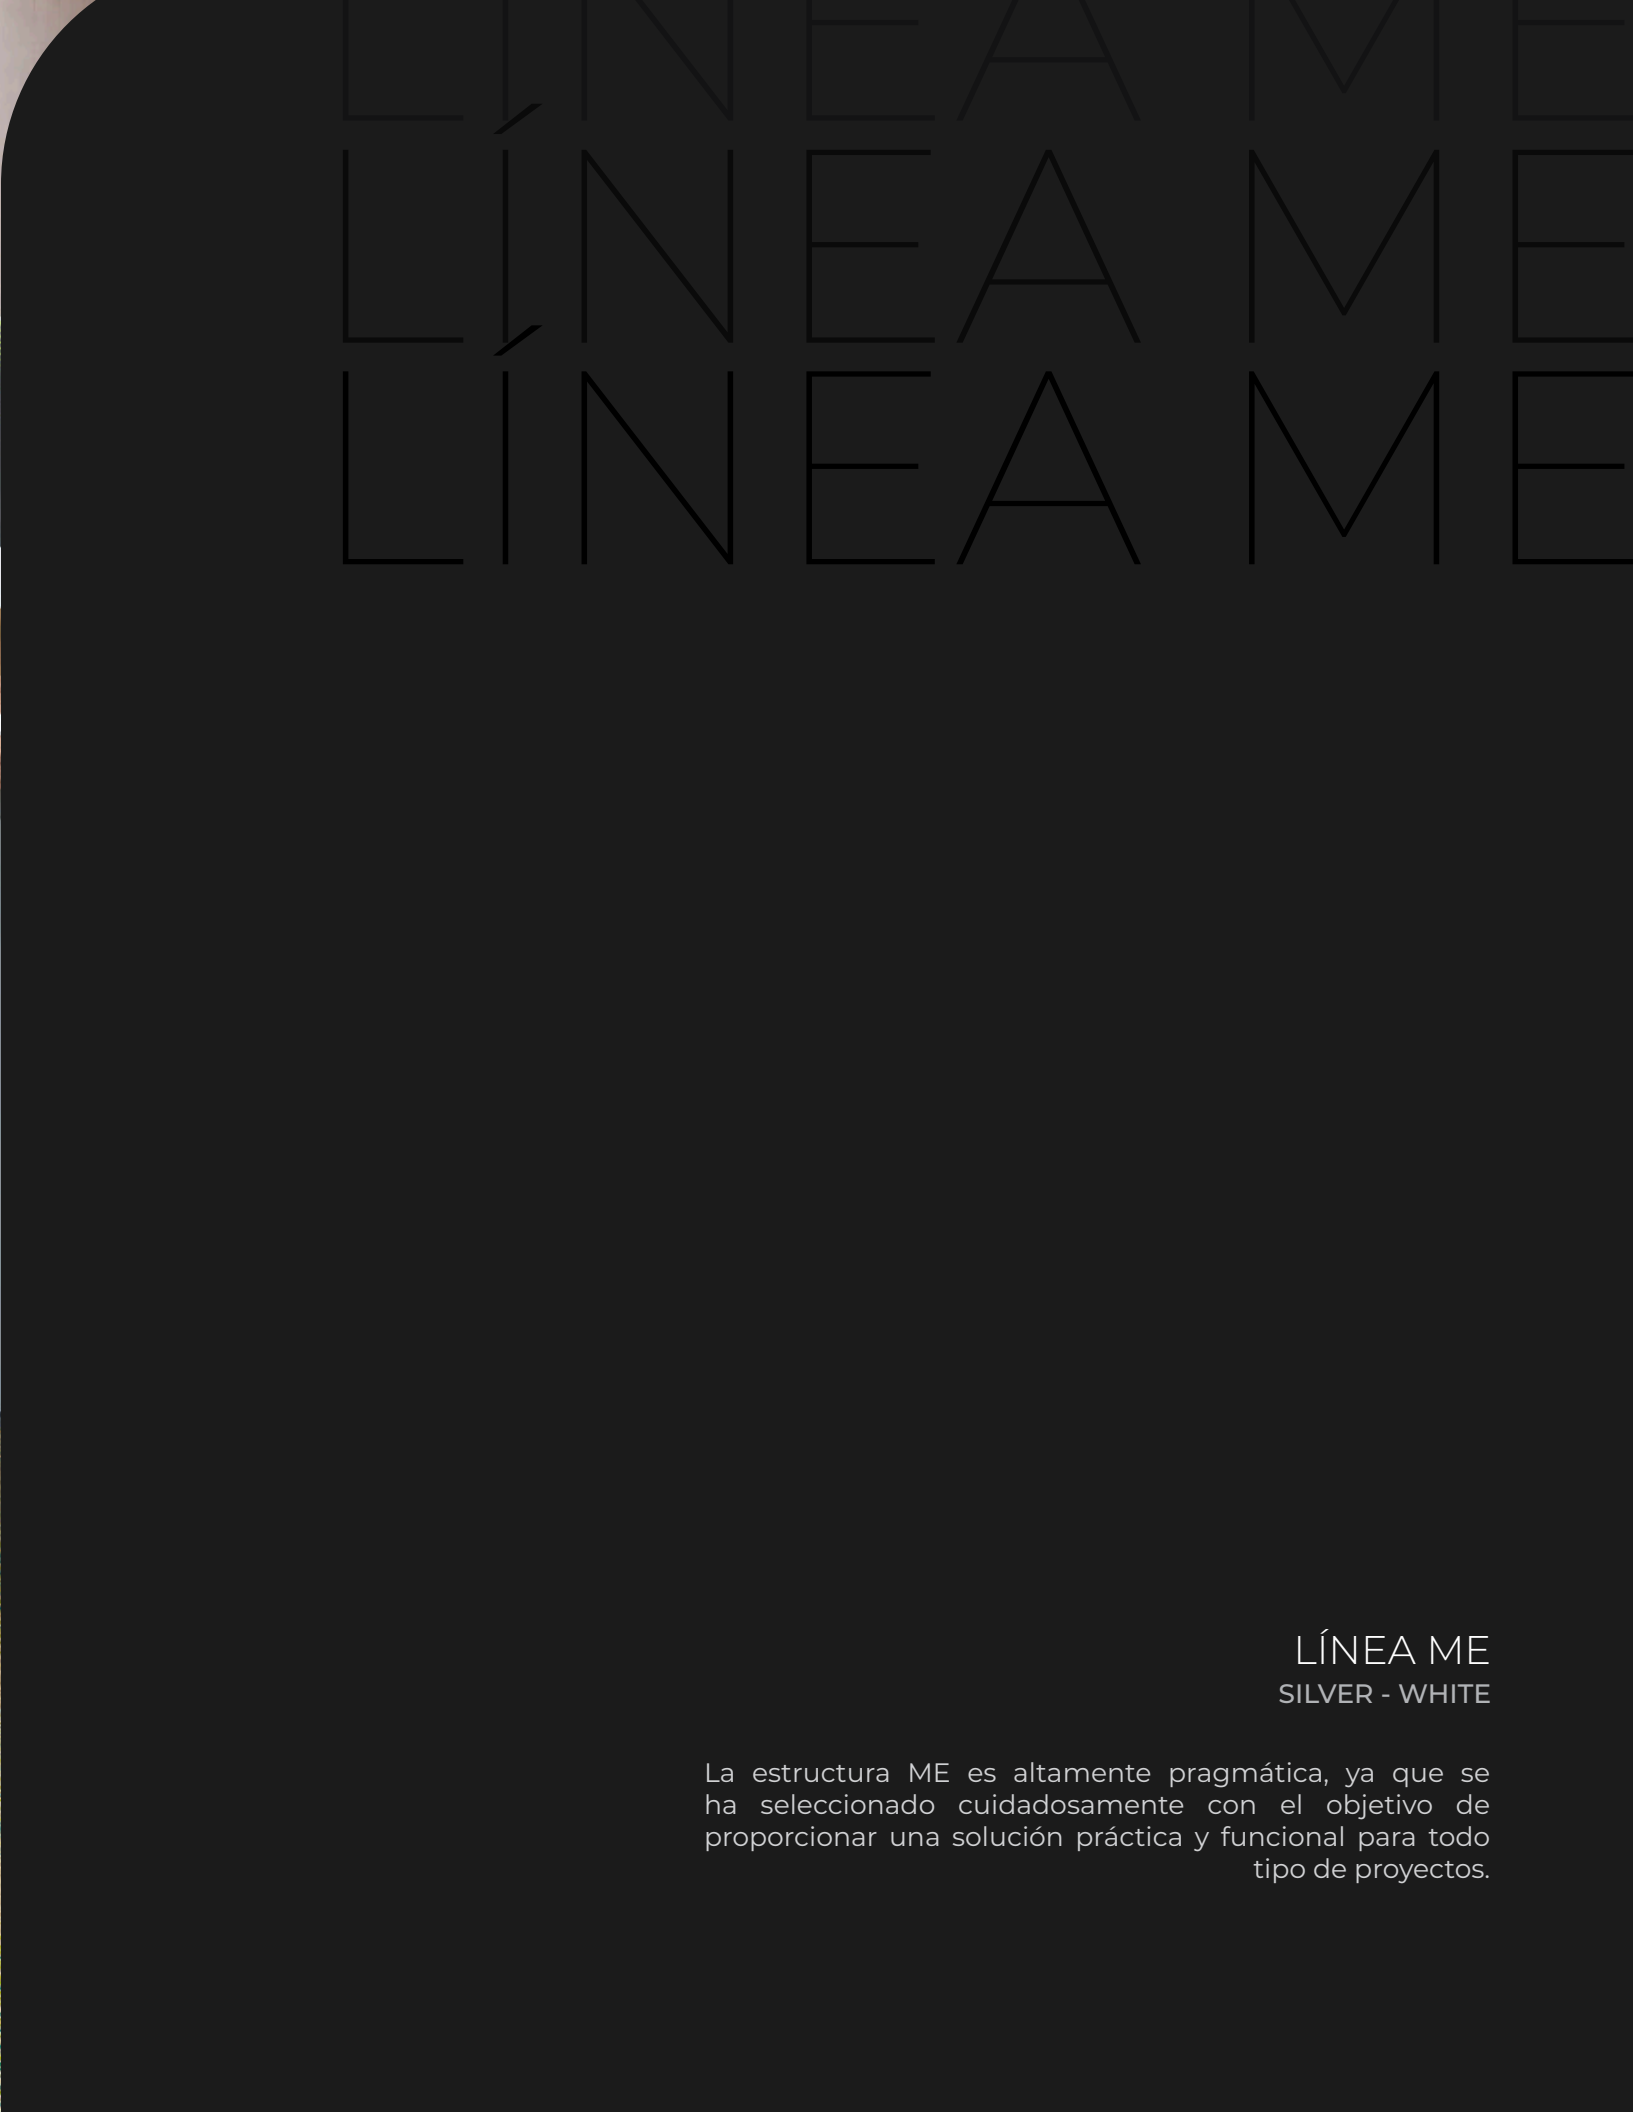 LÍNEA ME
LÍNEA ME
LÍNEA ME
LÍNEA ME
SILVER - WHITE
La estructura ME es altamente pragmática, ya que se
ha seleccionado cuidadosamente con el objetivo de
proporcionar una solución práctica y funcional para todo
tipo de proyectos.